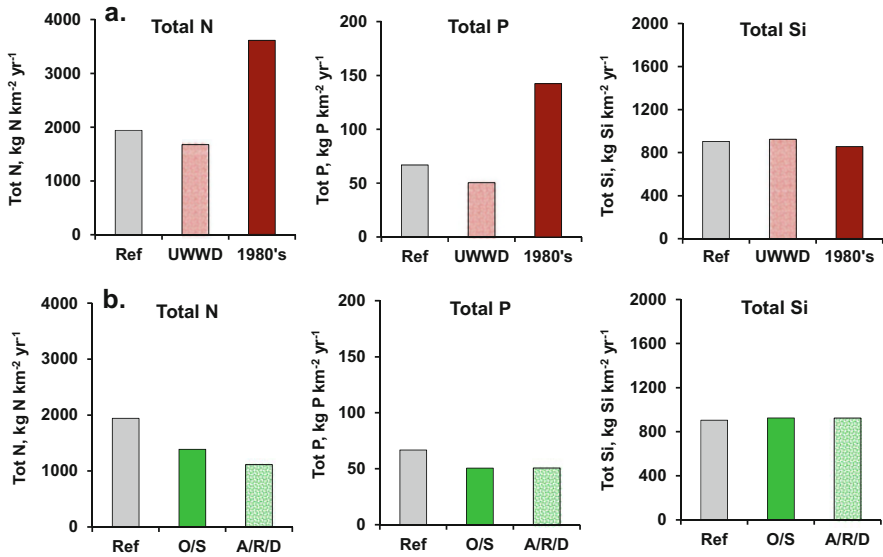 a.
Total N
Tot N, kg N km⁻² yr⁻¹
4000
3000
2000
1000
0
Ref UWWD 1980's
Total P
Tot P, kg P km⁻² yr⁻¹
200
150
100
50
0
Ref UWWD 1980's
Total Si
Tot Si, kg Si km⁻² yr⁻¹
2000
1600
1200
800
400
0
Ref UWWD 1980's
b.
Total N
Tot N, kg N km⁻² yr⁻¹
4000
3000
2000
1000
0
Ref O/S A/R/D
Total P
Tot P, kg P km⁻² yr⁻¹
200
150
100
50
0
Ref O/S A/R/D
Total Si
Tot Si, kg Si km⁻² yr⁻¹
2000
1600
1200
800
400
0
Ref O/S A/R/D